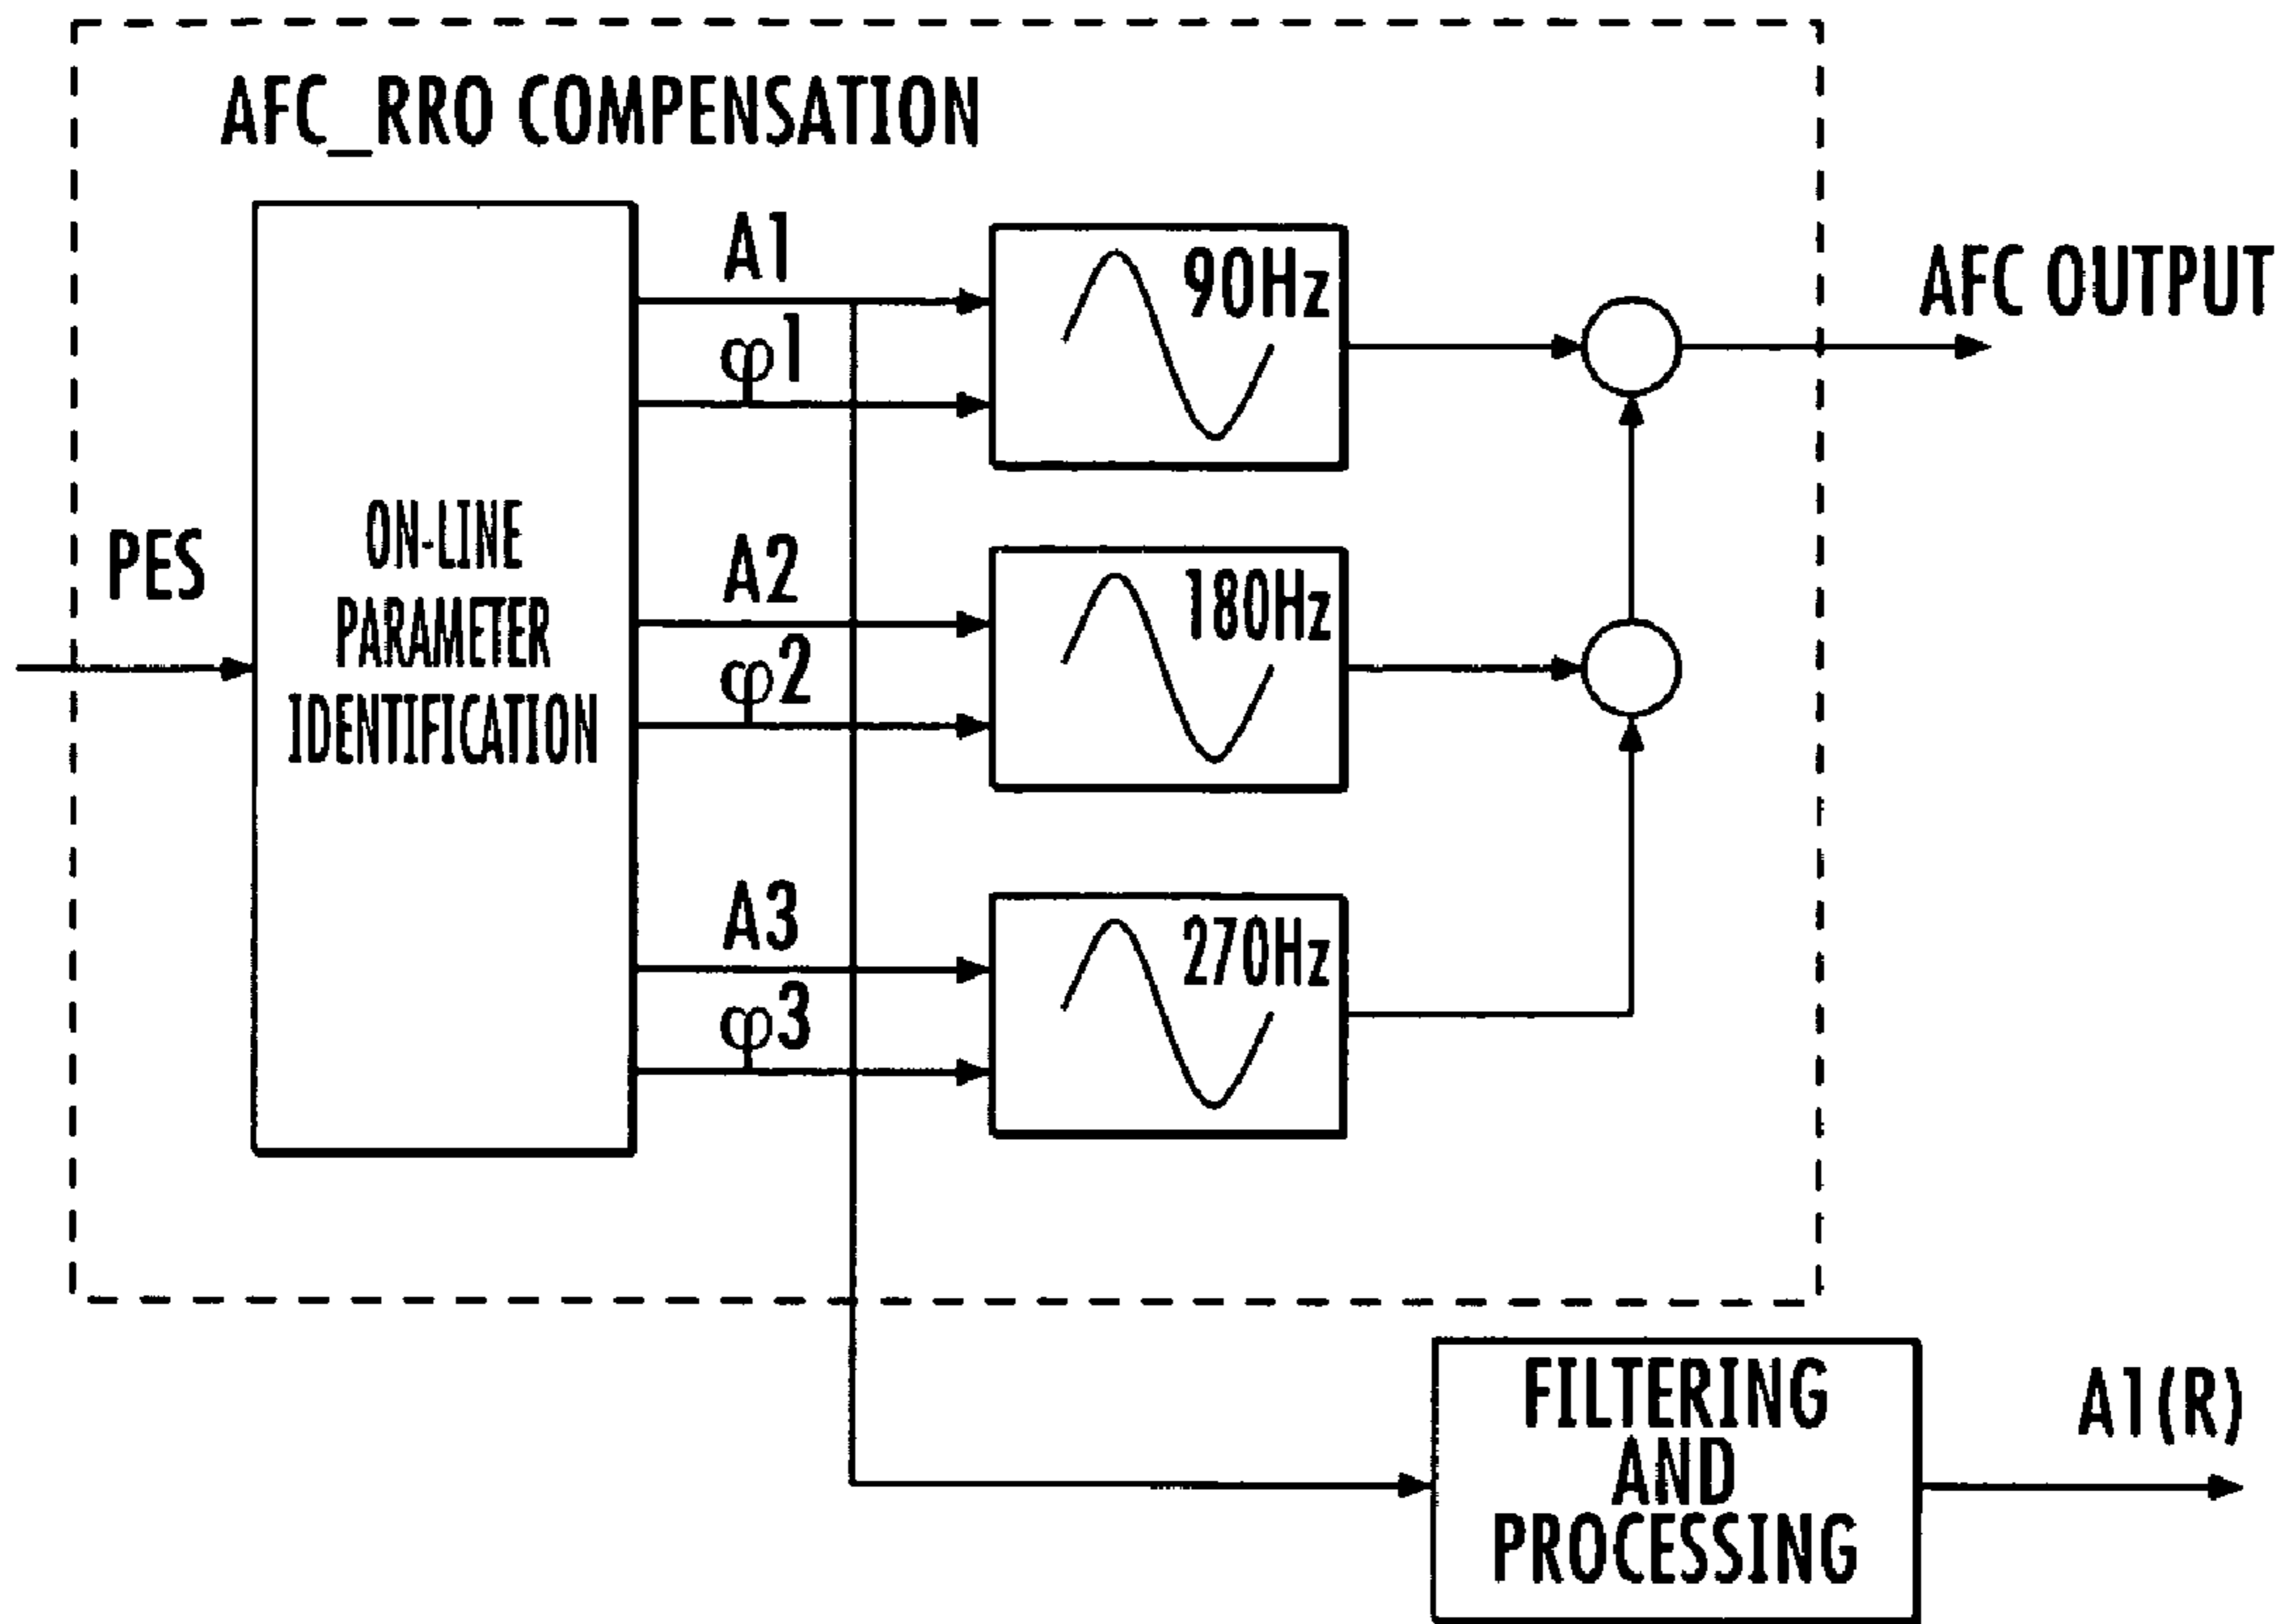 AFC_RRO COMPENSATION
A1
90Hz
AFC OUTPUT
φ1
PES
ON-LINE
PARAMETER
IDENTIFICATION
A2
180Hz
φ2
A3
270Hz
φ3
FILTERING
AND
PROCESSING
A1(R)